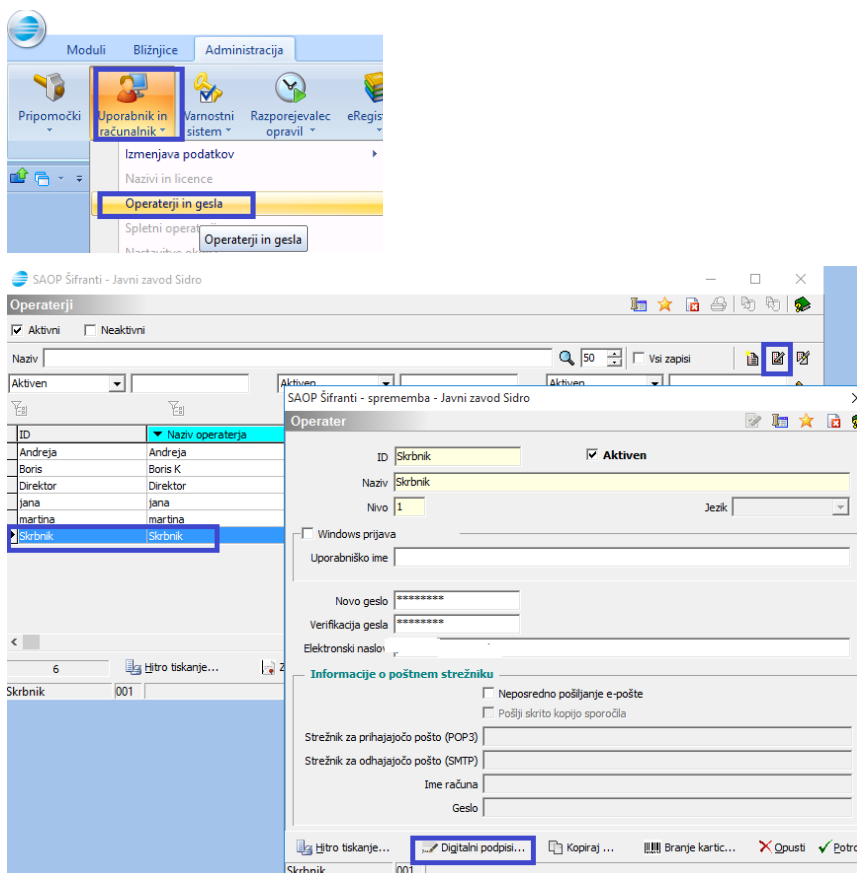 Moduli Bližnjice Administracija
Pripomočki Uporabnik in računalnik Varnostni sistem Razporejevalec opravil
Izmenjava podatkov
Nazivi in licence
Operaterji in gesla
Spletni
Operaterji in gesla
SAOP Šifranti - Javni zavod Sidro
Operaterji
Aktivni Neaktivni
Naziv 50 Vsi zapisi
Aktiven Aktiven Aktiven
SAOP Šifranti - sprememba - Javni zavod Sidro
Operater
ID Naziv operaterja
Andreja Andreja
Boris Boris K
Direktor Direktor
jana jana
martina martina
Skrbnik Skrbnik
6 Hitro tiskanje...
Skrbnik 001
ID Skrbnik Aktiven
Naziv Skrbnik
Nivo 1 Jezik
Windows prijava
Uporabniško ime
Novo geslo ********
Verifikacija gesla ********
Elektronski naslov
Informacije o poštnem strežniku
Neposredno pošiljanje e-pošte
Pošlji skrito kopijo sporočila
Strežnik za prihajajočo pošto (POP3)
Strežnik za odhajajočo pošto (SMTP)
Ime računa
Geslo
Hitro tiskanje... Digitalni podpisi... Kopiraj ... Branje kartic... Opusti
Skrbnik 001